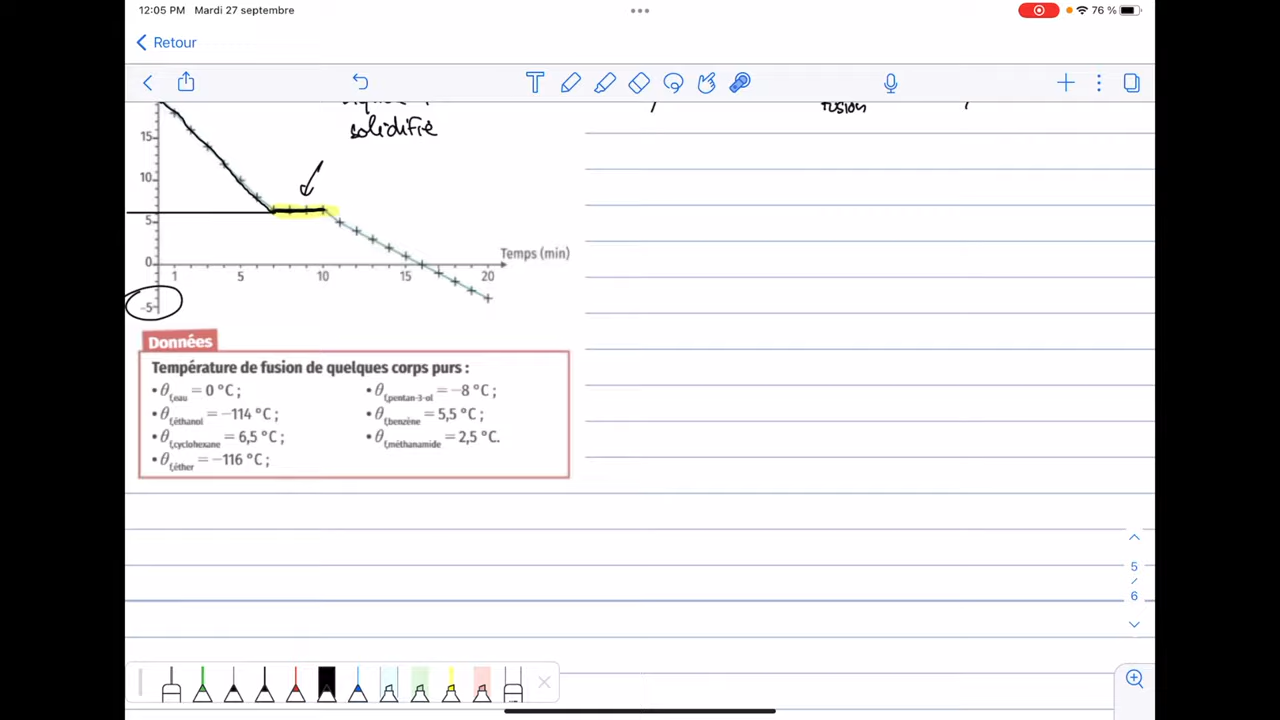 12:05 PM Mardi 27 septembre
76 %
Retour
solidifié
fusion
15
10
5
0
-5
1 5 10 15 20
Temps (min)
Données
Température de fusion de quelques corps purs :
• θf,eau = 0 °C ; • θf,pentan-3-ol = −8 °C ;
• θf,éthanol = −114 °C ; • θf,benzène = 5,5 °C ;
• θf,cyclohexane = 6,5 °C ; • θf,méthanamide = 2,5 °C.
• θf,éther = −116 °C ;
5
/
6